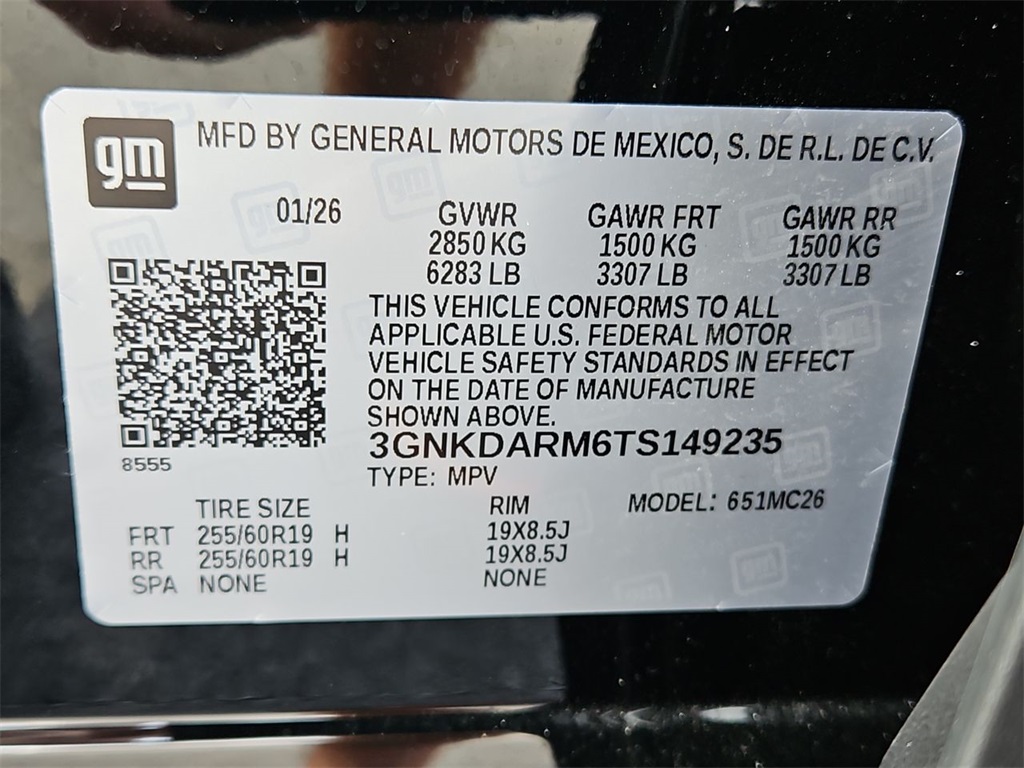 gm
MFD BY GENERAL MOTORS DE MEXICO, S. DE R.L. DE C.V.
01/26 GVWR GAWR FRT GAWR RR
2850 KG 1500 KG 1500 KG
6283 LB 3307 LB 3307 LB
THIS VEHICLE CONFORMS TO ALL
APPLICABLE U.S. FEDERAL MOTOR
VEHICLE SAFETY STANDARDS IN EFFECT
ON THE DATE OF MANUFACTURE
SHOWN ABOVE.
3GNKDARM6TS149235
8555
TYPE: MPV
TIRE SIZE RIM MODEL: 651MC26
FRT 255/60R19 H 19X8.5J
RR 255/60R19 H 19X8.5J
SPA NONE NONE